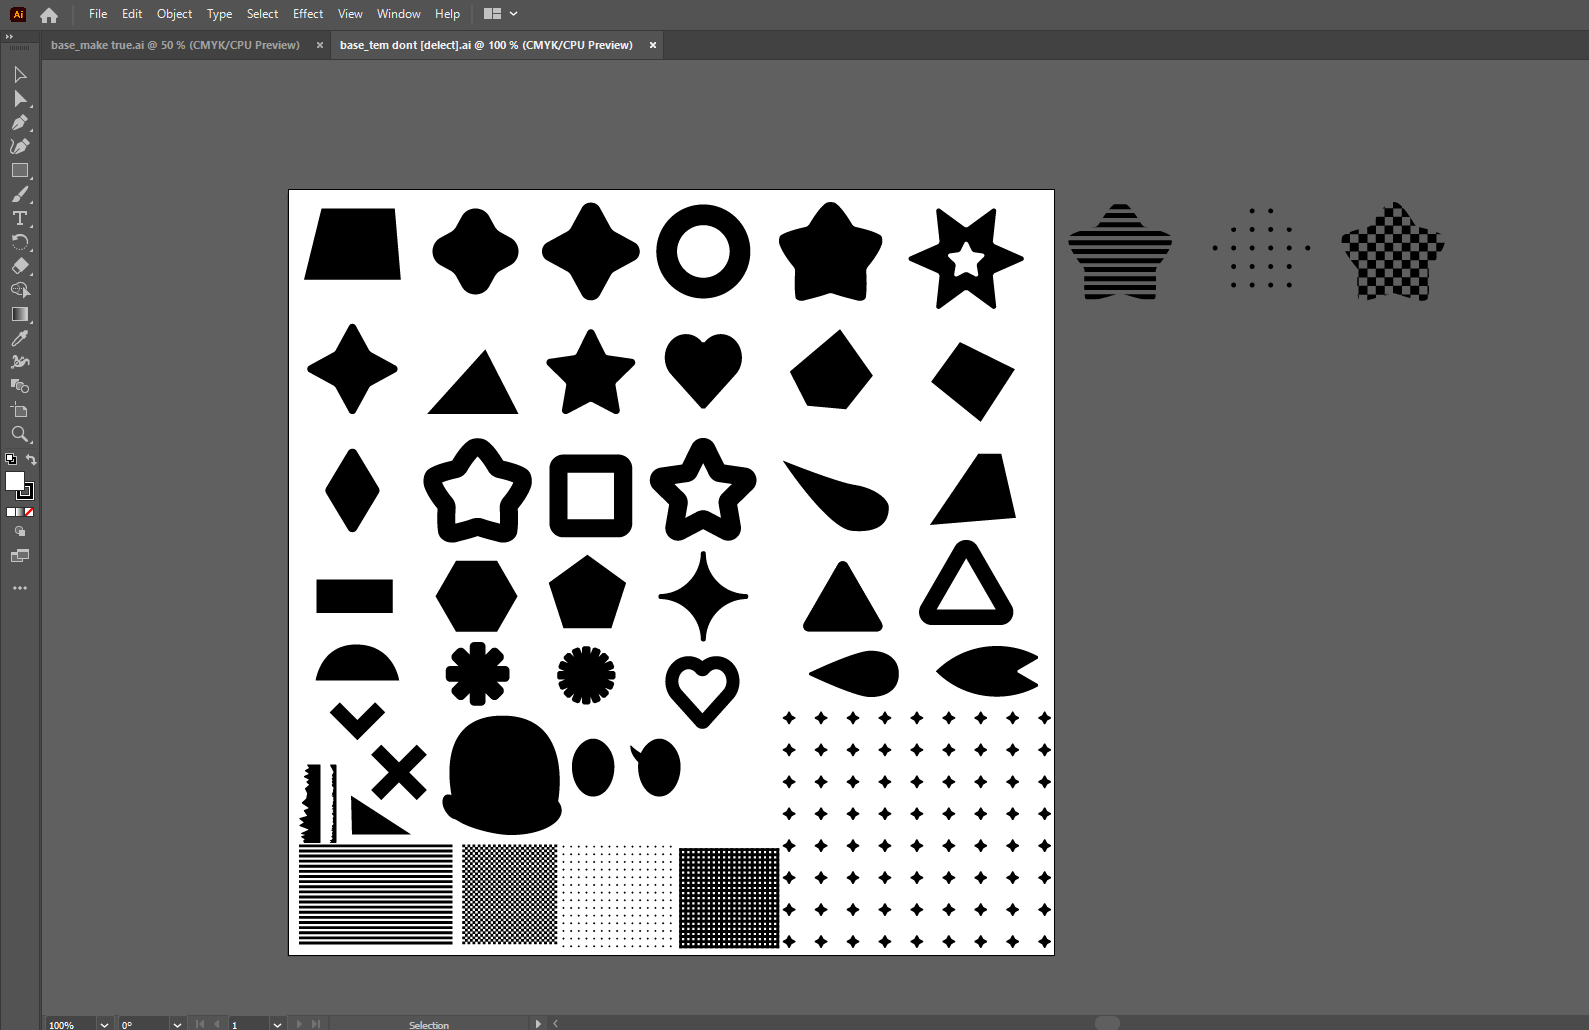 Ai File Edit Object Type Select Effect View Window Help
base_make true.ai @ 50 % (CMYK/CPU Preview) × base_tem dont [delect].ai @ 100 % (CMYK/CPU Preview) ×
100% 0° 1 Selection